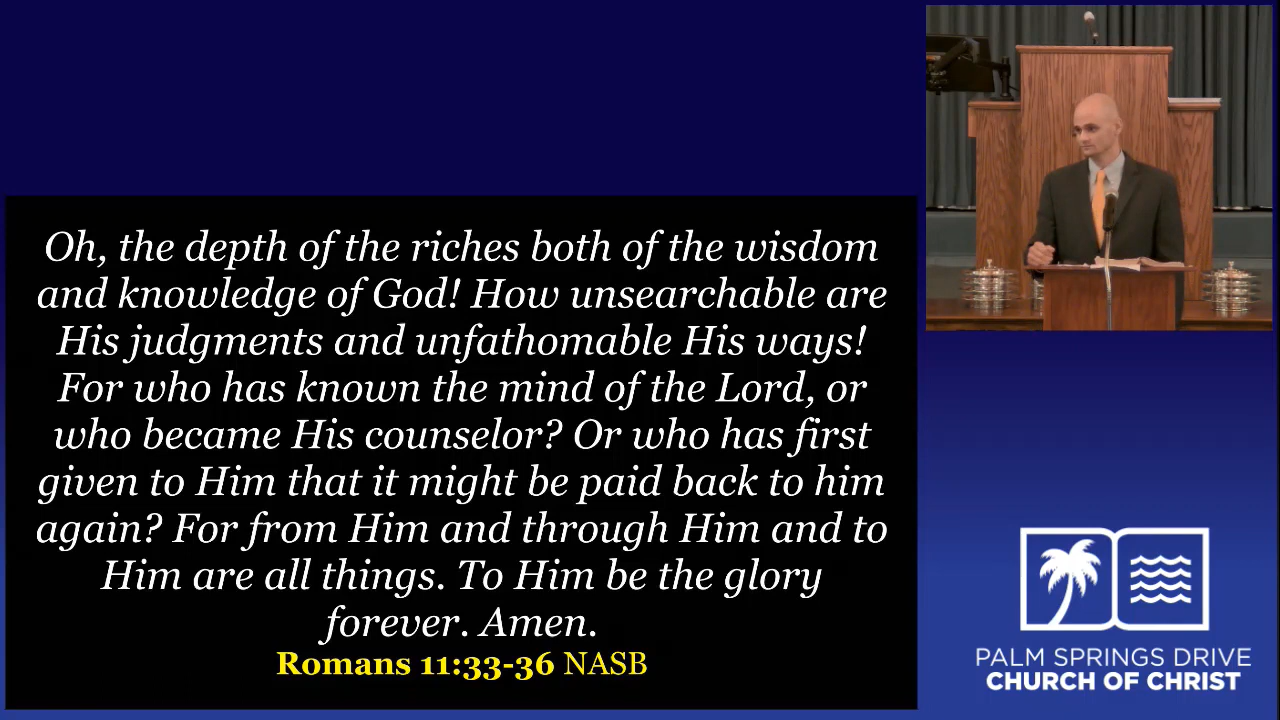 Oh, the depth of the riches both of the wisdom
and knowledge of God! How unsearchable are
His judgments and unfathomable His ways!
For who has known the mind of the Lord, or
who became His counselor? Or who has first
given to Him that it might be paid back to him
again? For from Him and through Him and to
Him are all things. To Him be the glory
forever. Amen.
Romans 11:33-36 NASB
PALM SPRINGS DRIVE
CHURCH OF CHRIST